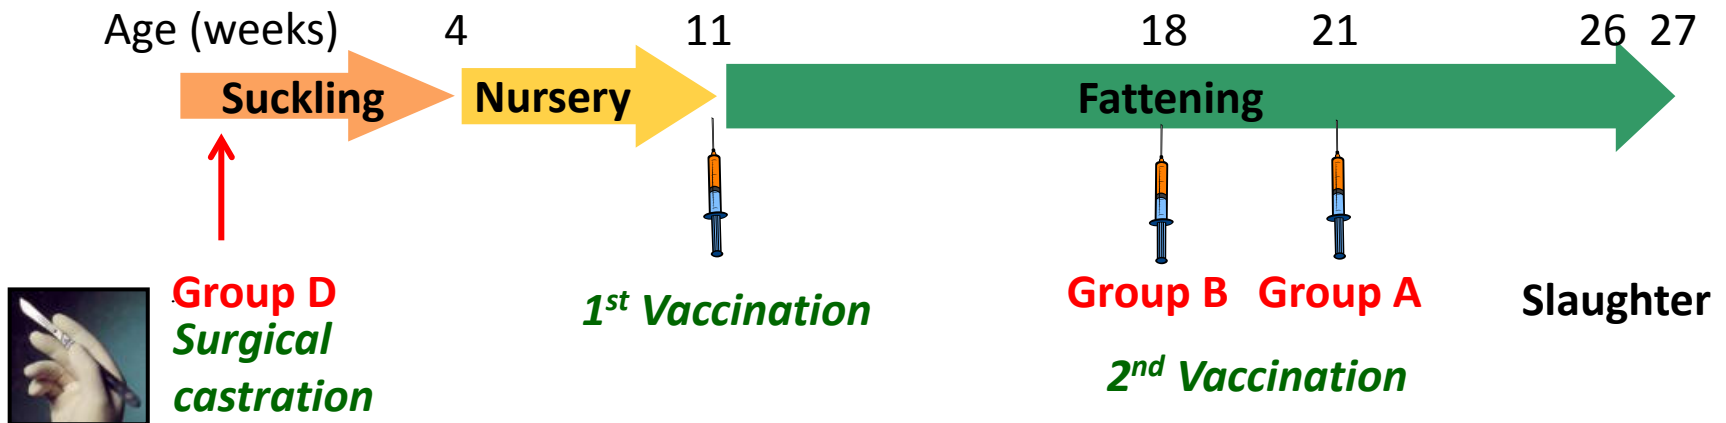 Age (weeks) 4 11 18 21 26 27
Suckling Nursery Fattening
Group D
Surgical
castration
1st Vaccination
Group B Group A
2nd Vaccination
Slaughter